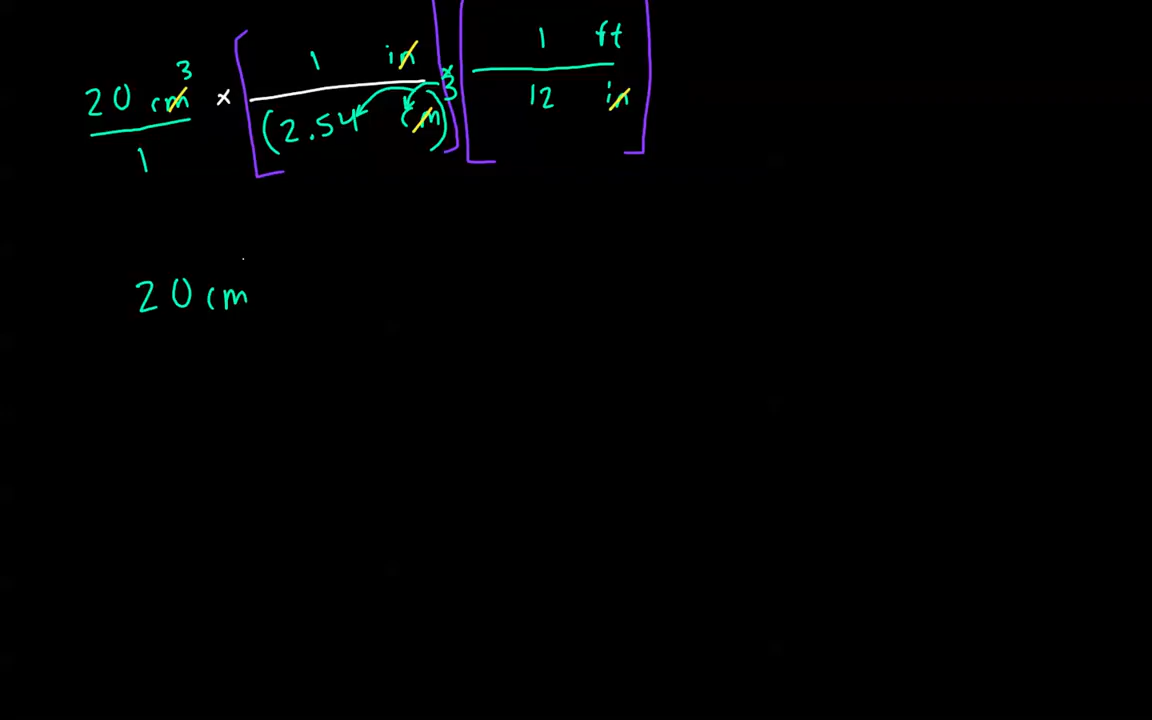 20 cm³ × [ 1 in ]³ [ 1 ft ]
1 (2.54 cm) 12 in
20 cm